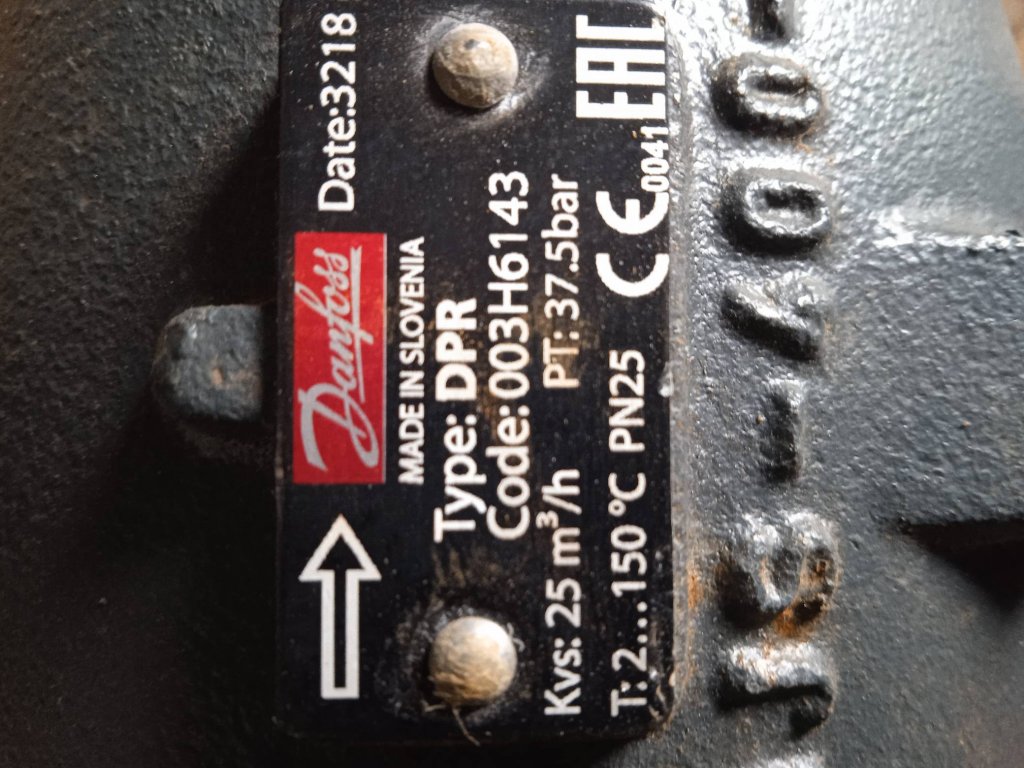 Danfoss Date:3218
MADE IN SLOVENIA
Type: DPR
Code: 003H6143
Kvs: 25 m³/h PT: 37.5bar
T: 2...150 °C PN25 CE 0041 EAC